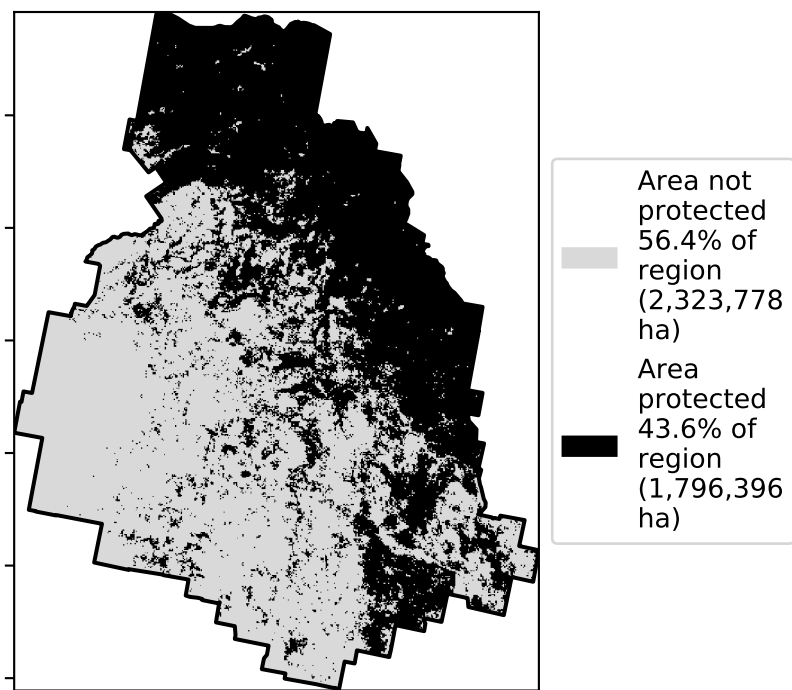 Area not
protected
56.4% of
region
(2,323,778
ha)
Area
protected
43.6% of
region
(1,796,396
ha)